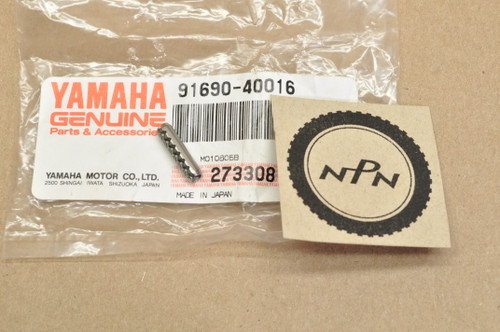 YAMAHA
GENUINE
Parts & Accessories
91690-40016
M010806B
YAMAHA MOTOR CO., LTD.
2500 SHINGAI IWATA SHIZUOKA JAPAN
273308
MADE IN JAPAN
NPN